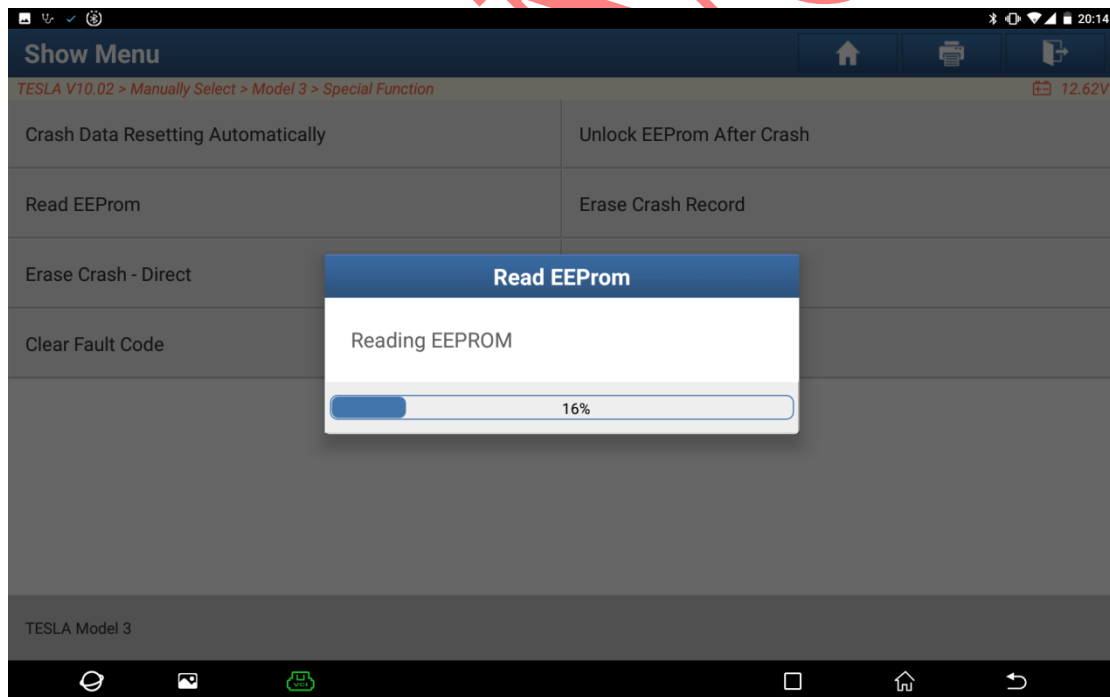 20:14
Show Menu
TESLA V10.02 > Manually Select > Model 3 > Special Function
12.62V
Crash Data Resetting Automatically
Unlock EEProm After Crash
Read EEProm
Erase Crash Record
Erase Crash - Direct
Clear Fault Code
Read EEProm
Reading EEPROM
16%
TESLA Model 3
VCI